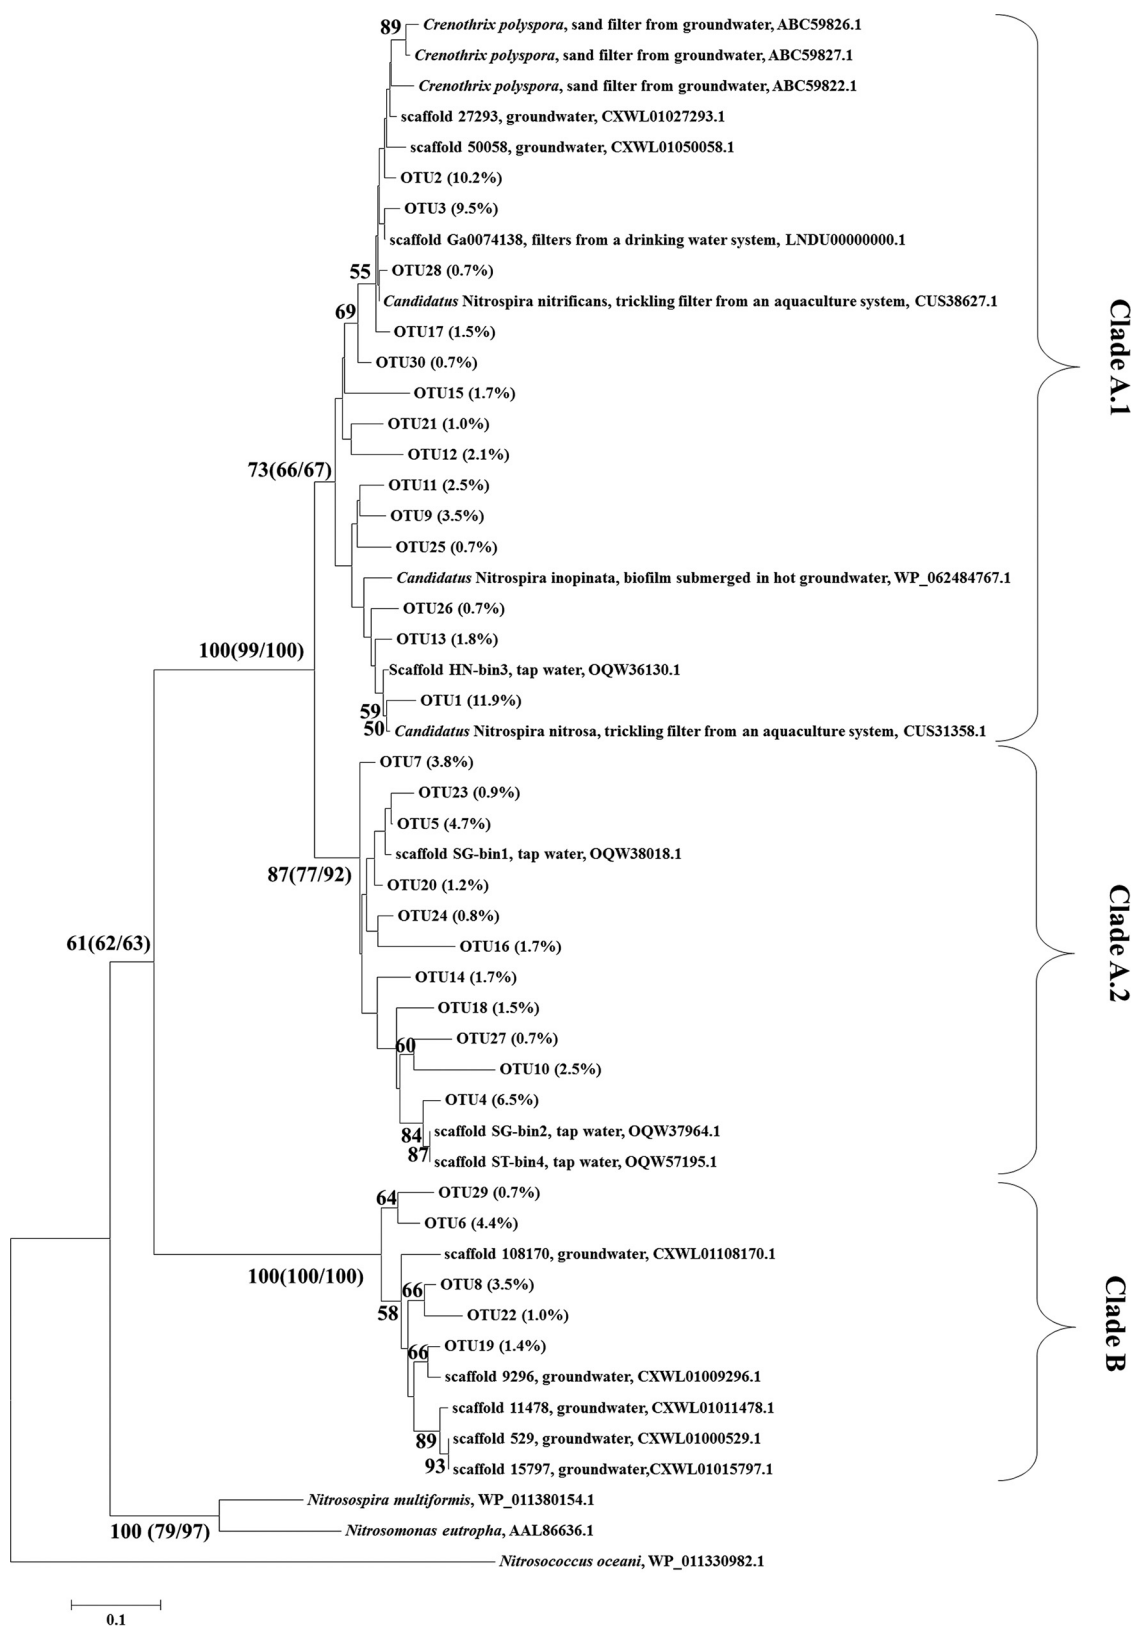 89
Crenothrix polyspora, sand filter from groundwater, ABC59826.1
Crenothrix polyspora, sand filter from groundwater, ABC59827.1
Crenothrix polyspora, sand filter from groundwater, ABC59822.1
scaffold 27293, groundwater, CXWL01027293.1
scaffold 50058, groundwater, CXWL01050058.1
OTU2 (10.2%)
OTU3 (9.5%)
scaffold Ga0074138, filters from a drinking water system, LNDU00000000.1
55
OTU28 (0.7%)
Candidatus Nitrospira nitrificans, trickling filter from an aquaculture system, CUS38627.1
69
OTU17 (1.5%)
OTU30 (0.7%)
Clade A.1
OTU15 (1.7%)
OTU21 (1.0%)
OTU12 (2.1%)
73(66/67)
OTU11 (2.5%)
OTU9 (3.5%)
OTU25 (0.7%)
Candidatus Nitrospira inopinata, biofilm submerged in hot groundwater, WP_062484767.1
OTU26 (0.7%)
OTU13 (1.8%)
100(99/100)
Scaffold HN-bin3, tap water, OQW36130.1
OTU1 (11.9%)
59
50
Candidatus Nitrospira nitrosa, trickling filter from an aquaculture system, CUS31358.1
OTU7 (3.8%)
OTU23 (0.9%)
OTU5 (4.7%)
scaffold SG-bin1, tap water, OQW38018.1
87(77/92)
OTU20 (1.2%)
OTU24 (0.8%)
61(62/63)
OTU16 (1.7%)
Clade A.2
OTU14 (1.7%)
OTU18 (1.5%)
OTU27 (0.7%)
60
OTU10 (2.5%)
OTU4 (6.5%)
84
scaffold SG-bin2, tap water, OQW37964.1
87
scaffold ST-bin4, tap water, OQW57195.1
64
OTU29 (0.7%)
OTU6 (4.4%)
scaffold 108170, groundwater, CXWL01108170.1
100(100/100)
66
OTU8 (3.5%)
58
OTU22 (1.0%)
Clade B
OTU19 (1.4%)
66
scaffold 9296, groundwater, CXWL01009296.1
scaffold 11478, groundwater, CXWL01011478.1
89
scaffold 529, groundwater, CXWL01000529.1
93
scaffold 15797, groundwater,CXWL01015797.1
Nitrosospira multiformis, WP_011380154.1
100 (79/97)
Nitrosomonas eutropha, AAL86636.1
Nitrosococcus oceani, WP_011330982.1
0.1